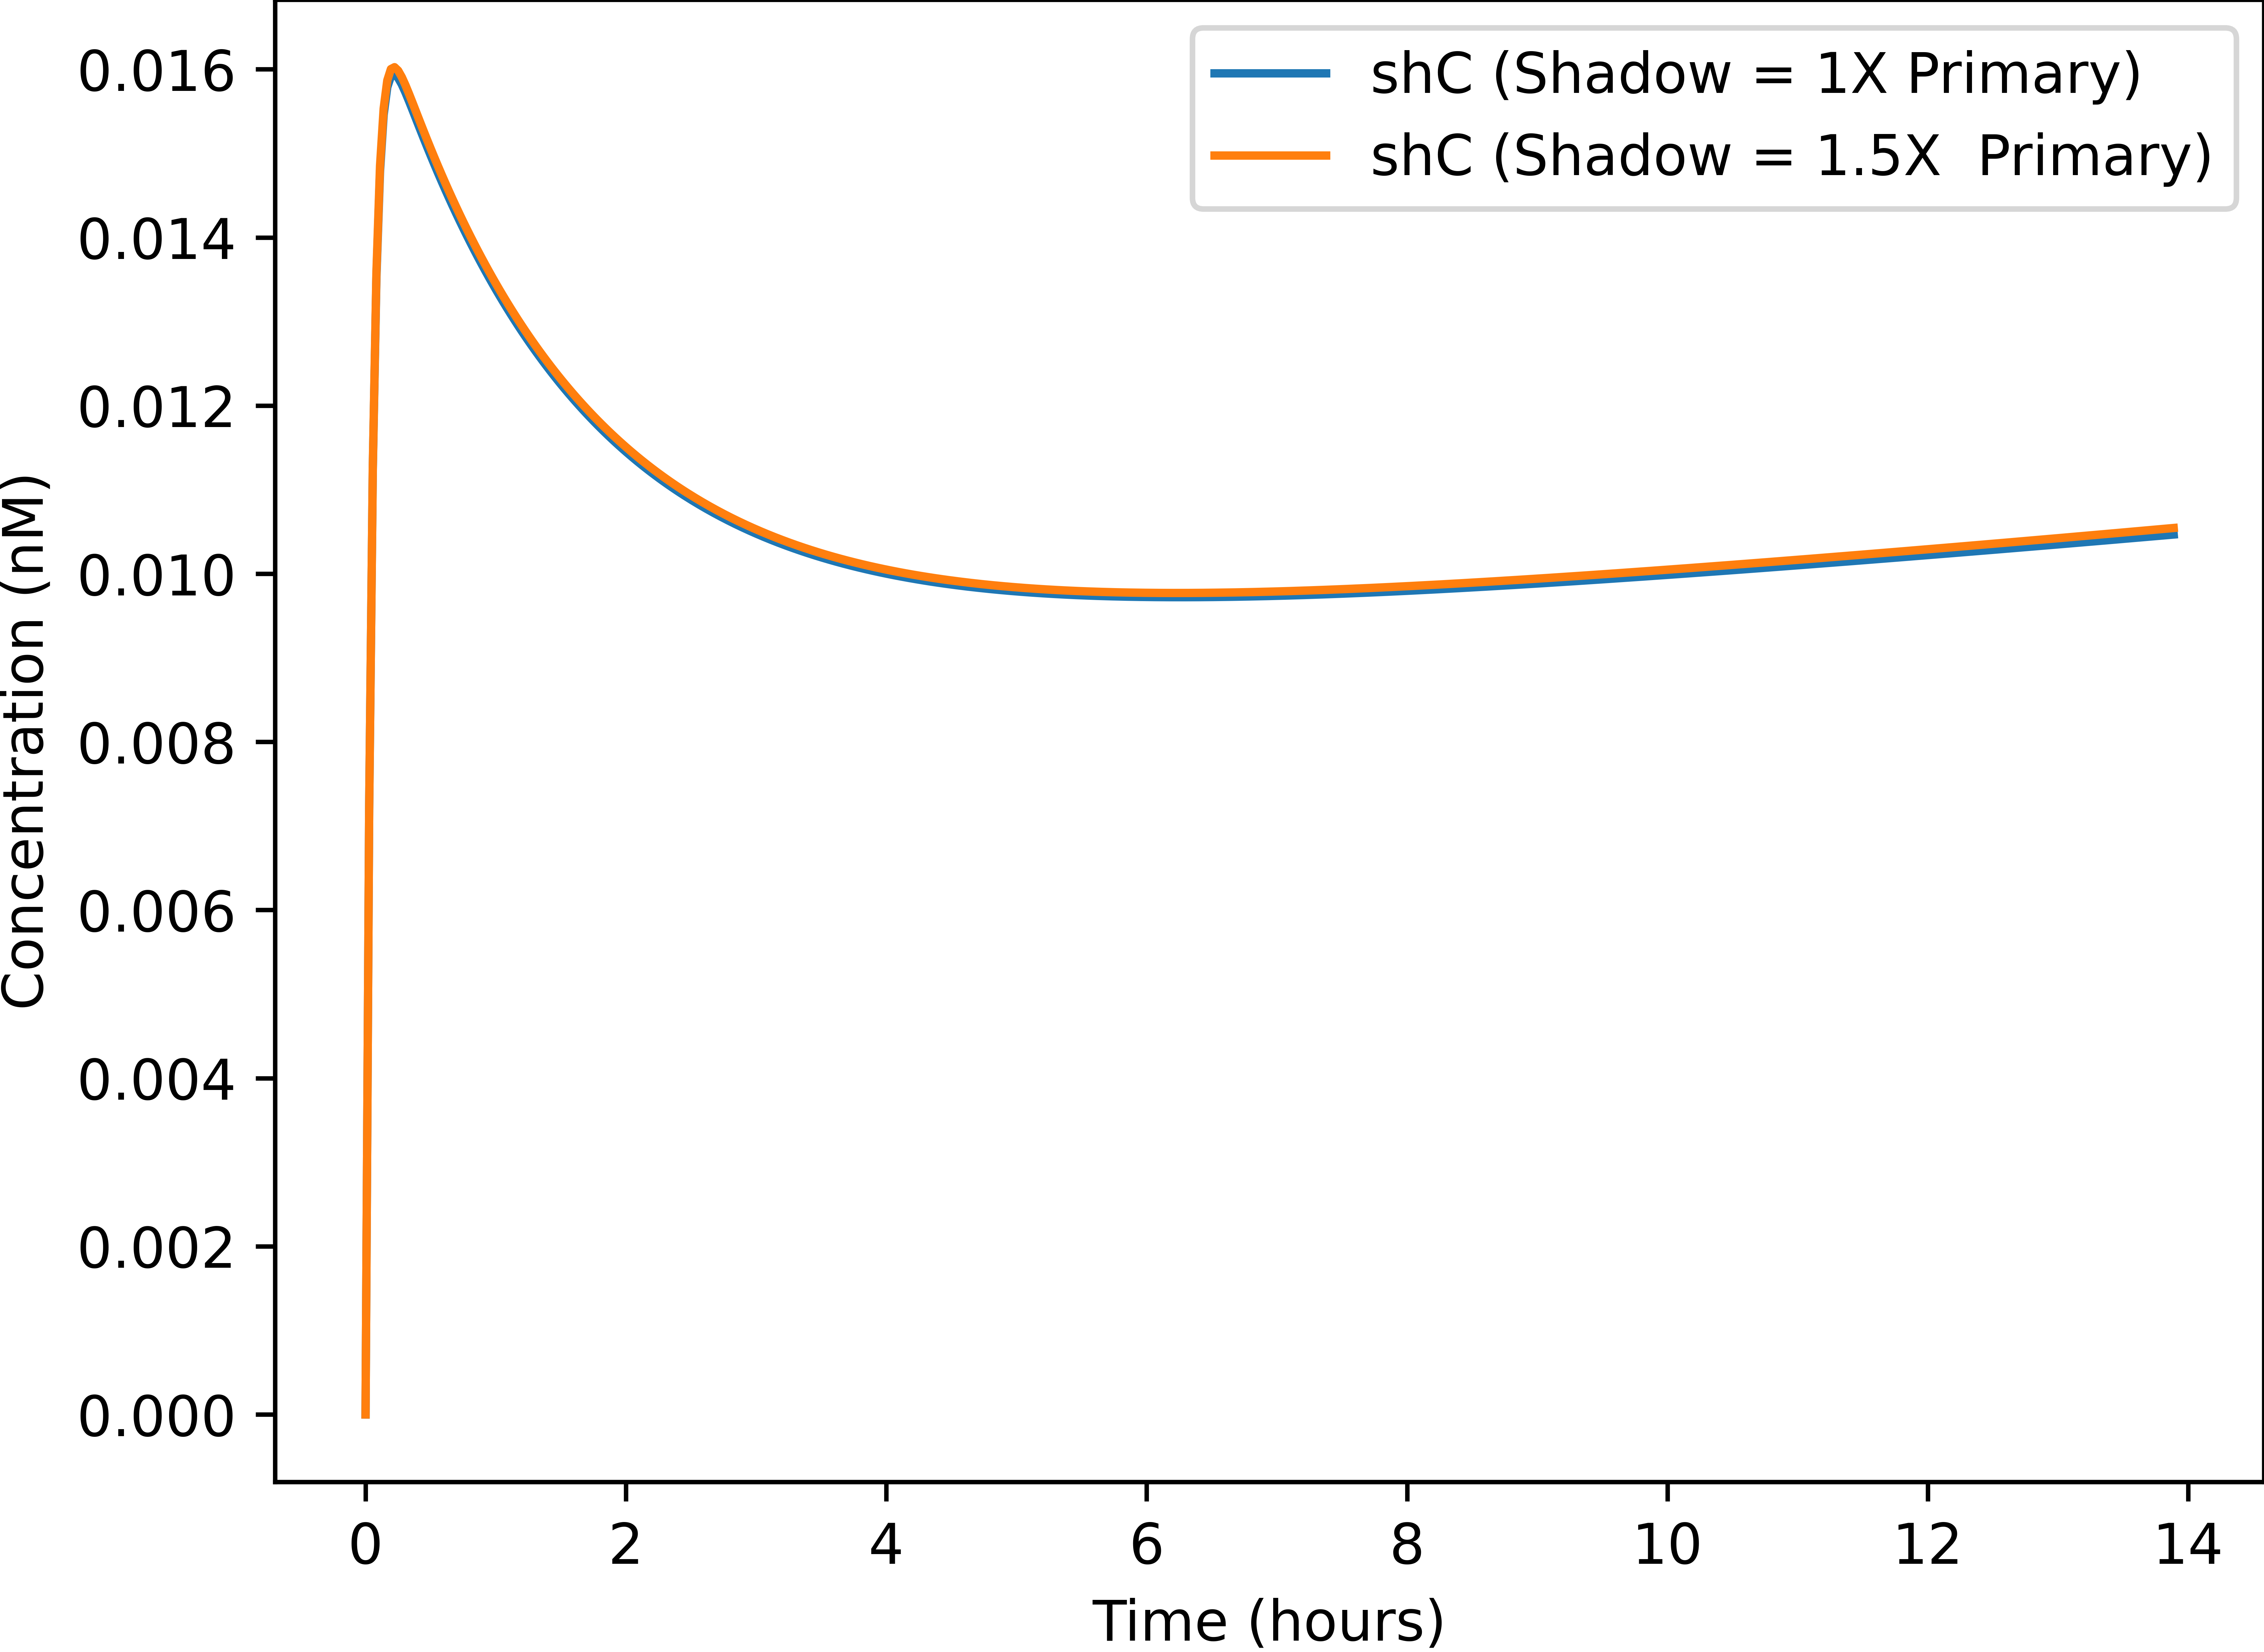 shC (Shadow = 1X Primary)
shC (Shadow = 1.5X  Primary)
Concentration (nM)
0.016
0.014
0.012
0.010
0.008
0.006
0.004
0.002
0.000
0 2 4 6 8 10 12 14
Time (hours)